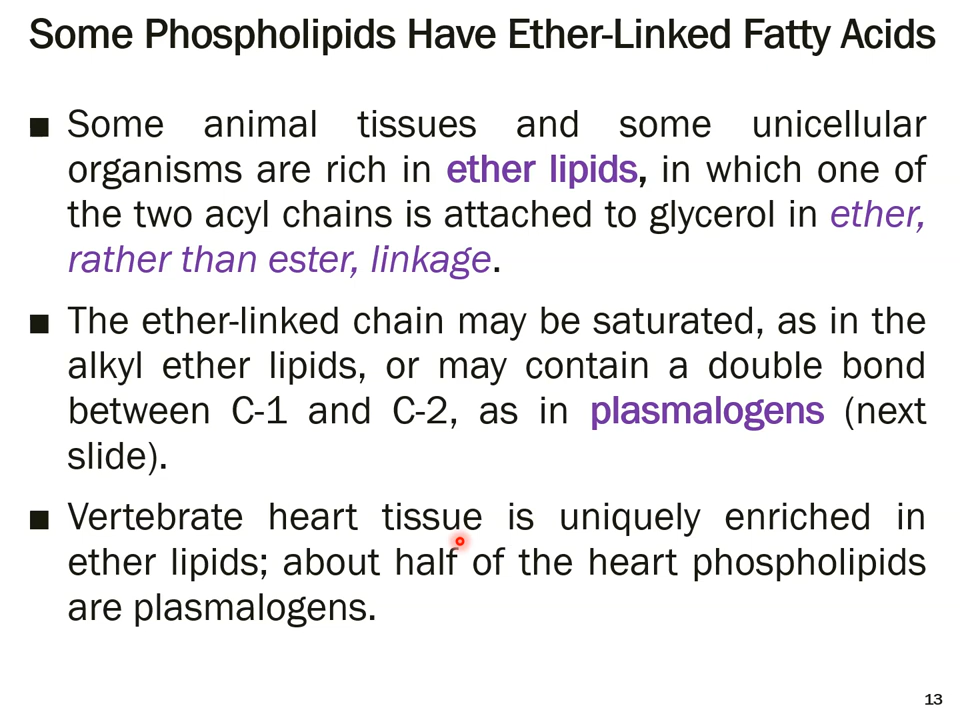 Some Phospholipids Have Ether-Linked Fatty Acids
■ Some animal tissues and some unicellular
organisms are rich in ether lipids, in which one of
the two acyl chains is attached to glycerol in ether,
rather than ester, linkage.
■ The ether-linked chain may be saturated, as in the
alkyl ether lipids, or may contain a double bond
between C-1 and C-2, as in plasmalogens (next
slide).
■ Vertebrate heart tissue is uniquely enriched in
ether lipids; about half of the heart phospholipids
are plasmalogens.
13